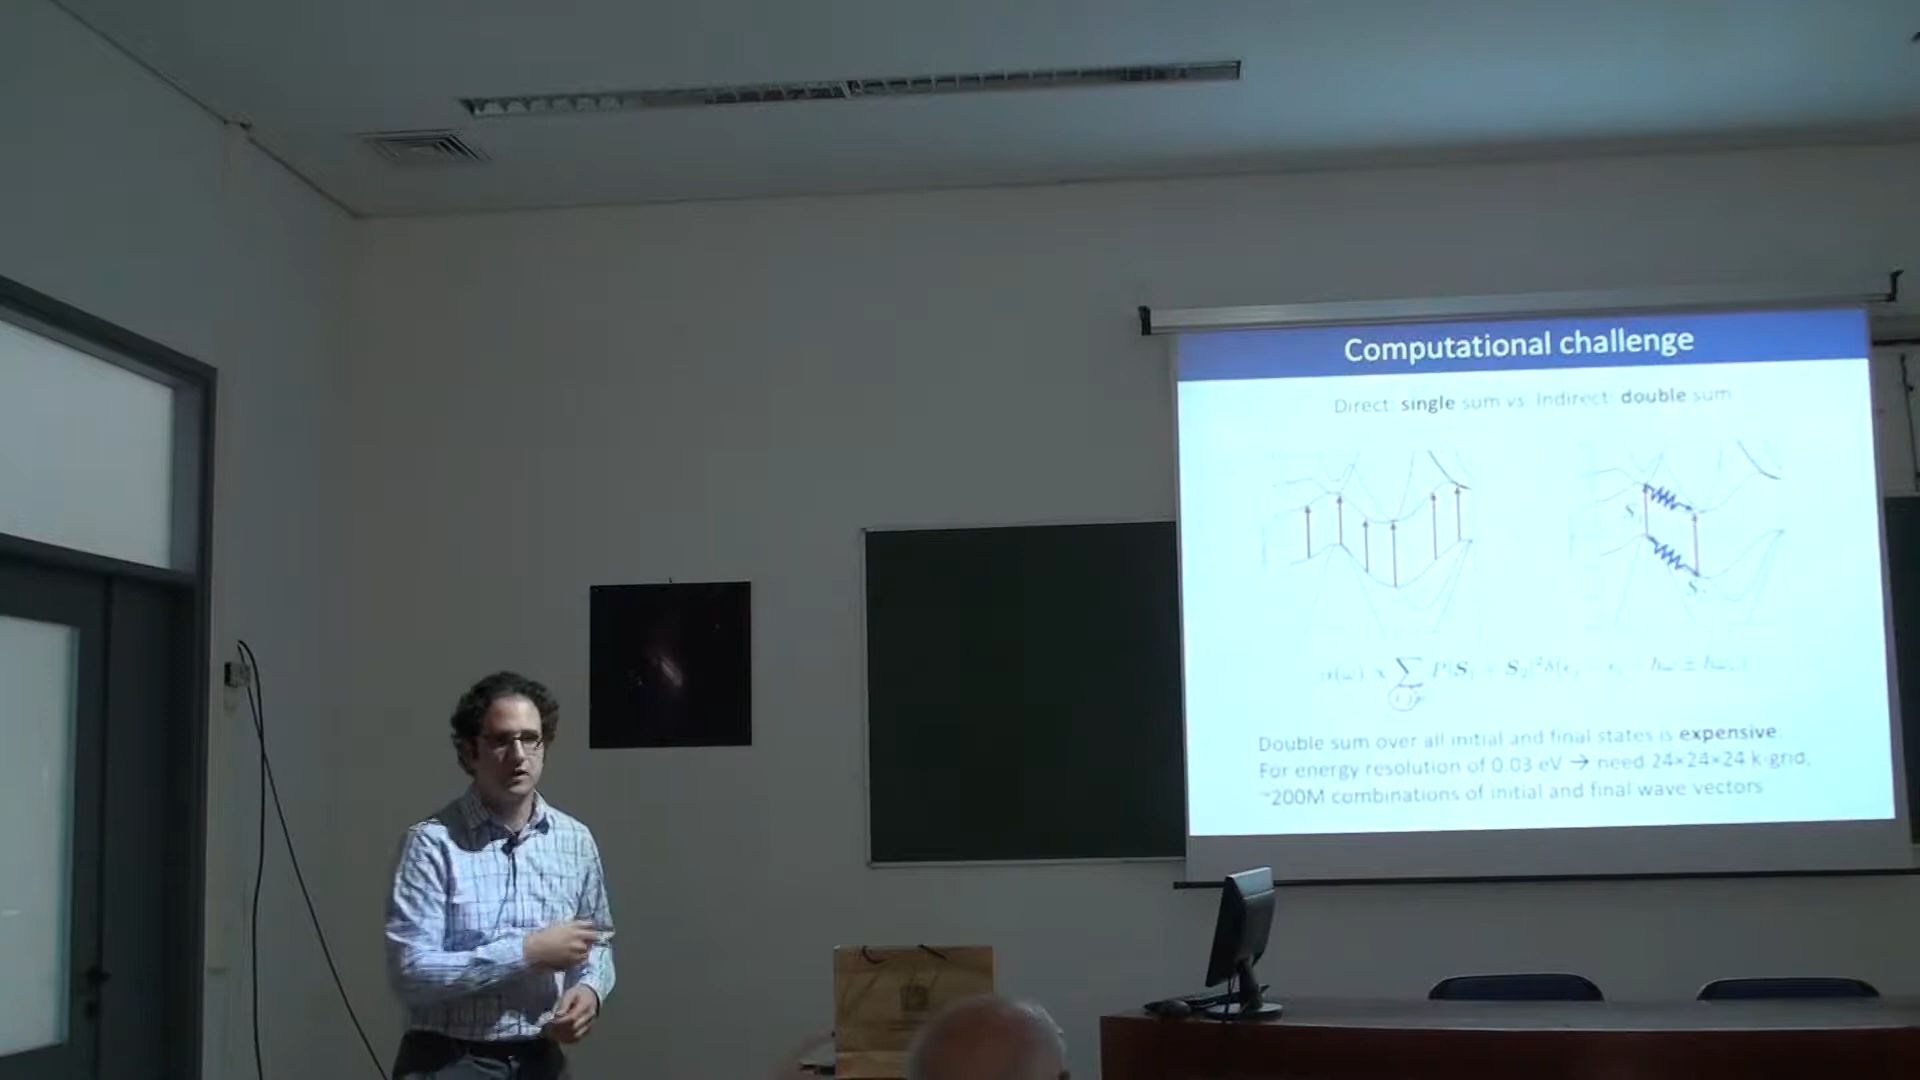 Computational challenge
Direct: single sum vs. Indirect: double sum
Double sum over all initial and final states is expensive.
For energy resolution of 0.03 eV → need 24×24×24 k-grid,
~200M combinations of initial and final wave vectors